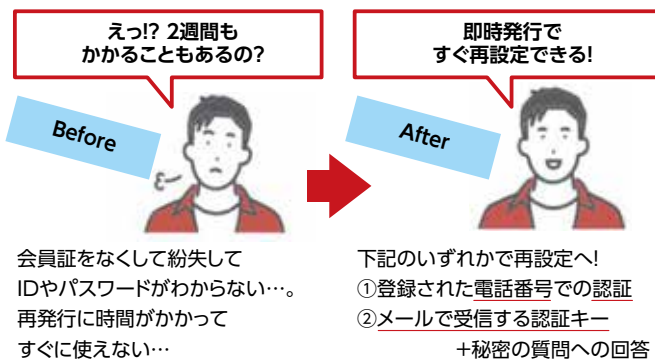 えっ!? 2週間も
かかることもあるの?
Before
会員証をなくして紛失して
IDやパスワードがわからない…。
再発行に時間がかかって
すぐに使えない…
即時発行で
すぐ再設定できる!
After
下記のいずれかで再設定へ!
①登録された電話番号での認証
②メールで受信する認証キー
+秘密の質問への回答